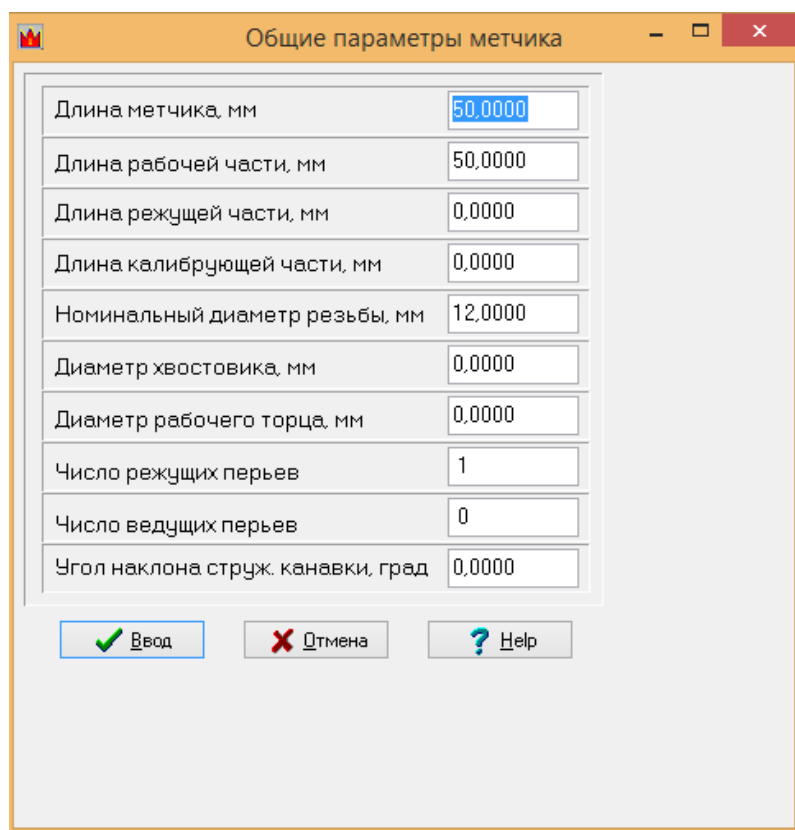 Общие параметры метчика
Длина метчика, мм 50,0000
Длина рабочей части, мм 50,0000
Длина режущей части, мм 0,0000
Длина калибрующей части, мм 0,0000
Номинальный диаметр резьбы, мм 12,0000
Диаметр хвостовика, мм 0,0000
Диаметр рабочего торца, мм 0,0000
Число режущих перьев 1
Число ведущих перьев 0
Угол наклона струж. канавки, град 0,0000
Ввод Отмена Help